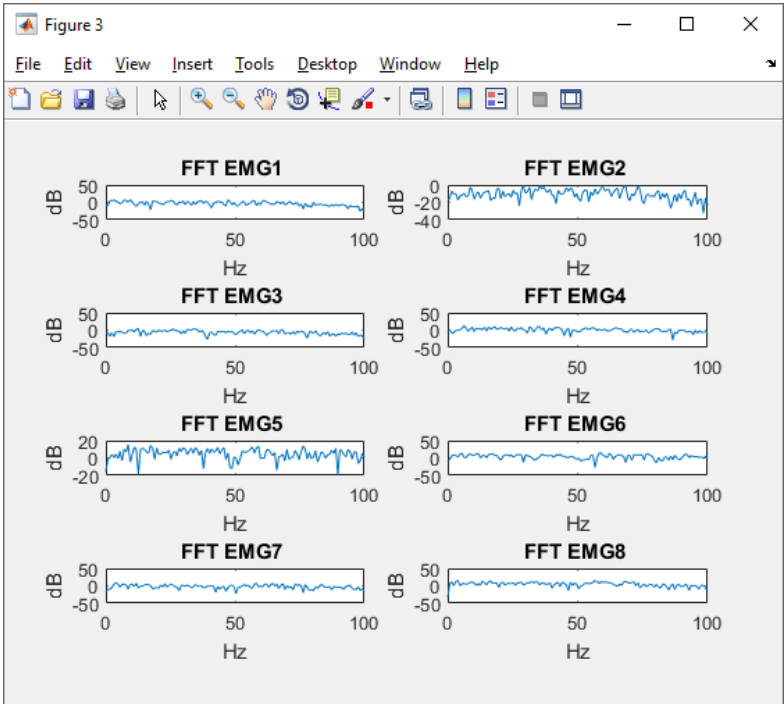 Figure 3
File Edit View Insert Tools Desktop Window Help
FFT EMG1
dB
50
0
-50
0 50 100
Hz
FFT EMG2
dB
0
-20
-40
0 50 100
Hz
FFT EMG3
dB
50
0
-50
0 50 100
Hz
FFT EMG4
dB
50
0
-50
0 50 100
Hz
FFT EMG5
dB
20
0
-20
0 50 100
Hz
FFT EMG6
dB
50
0
-50
0 50 100
Hz
FFT EMG7
dB
50
0
-50
0 50 100
Hz
FFT EMG8
dB
50
0
-50
0 50 100
Hz